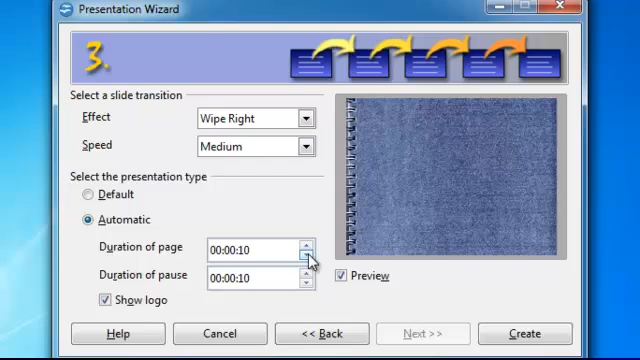 Presentation Wizard
3.
Select a slide transition
Effect
Wipe Right
Speed
Medium
Select the presentation type
Default
Automatic
Duration of page
00:00:10
Duration of pause
00:00:10
Preview
Show logo
Help
Cancel
<< Back
Next >>
Create